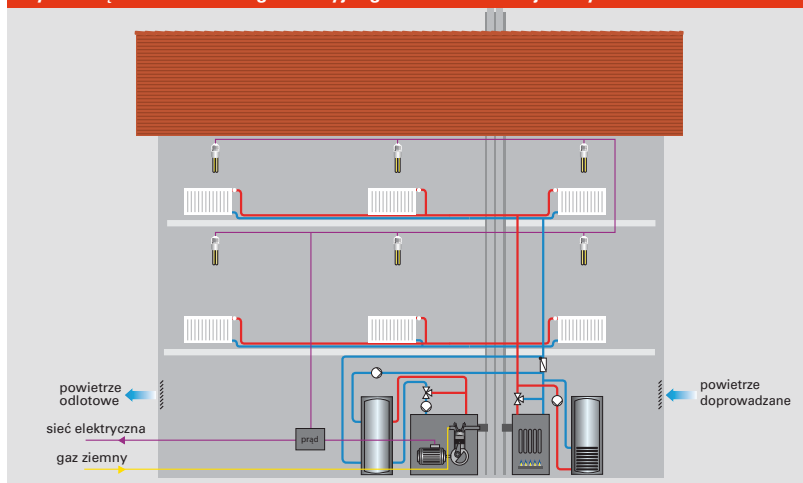 powietrze
odlotowe
powietrze
doprowadzane
sieć elektryczna
prąd
gaz ziemny